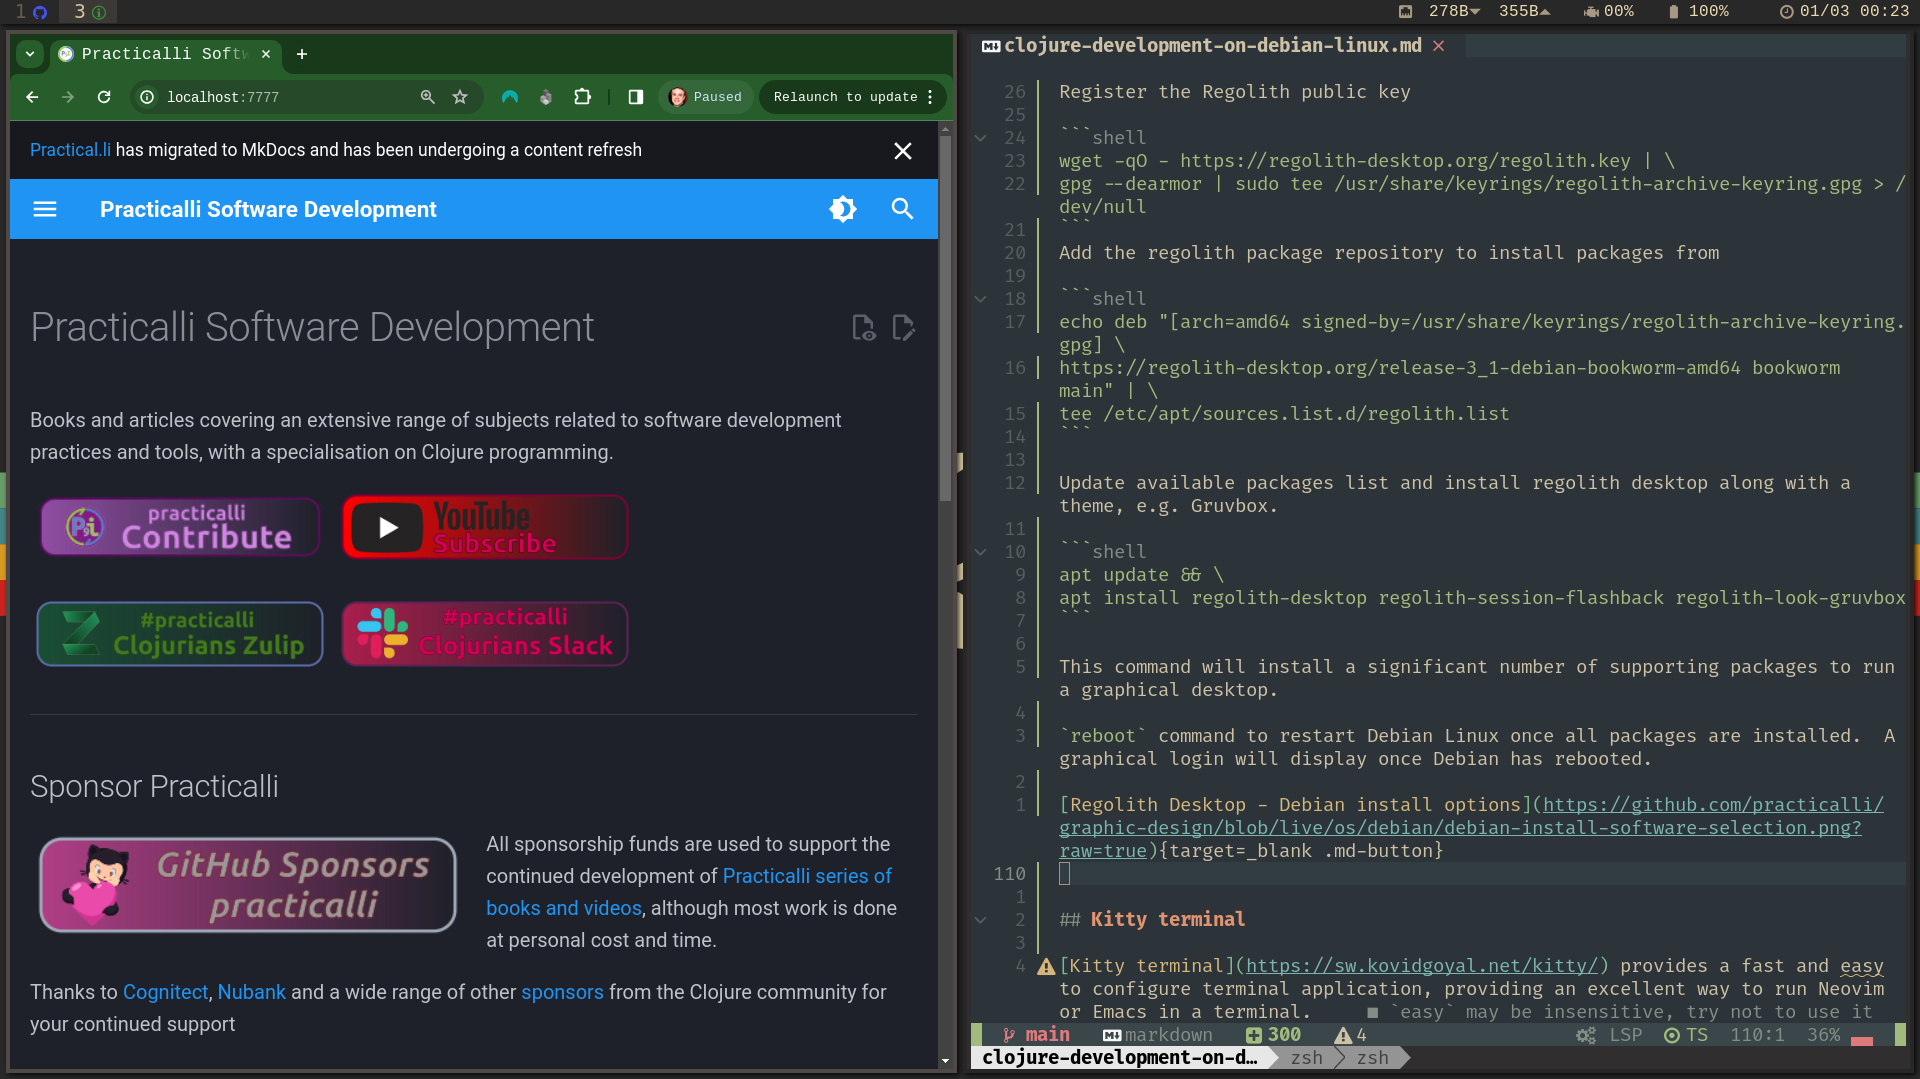 1 3 278B 355B 00% 100% 01/03 00:23
Practicalli Softw
localhost:7777 Paused Relaunch to update
Practical.li has migrated to MkDocs and has been undergoing a content refresh
Practicalli Software Development
Practicalli Software Development
Books and articles covering an extensive range of subjects related to software development
practices and tools, with a specialisation on Clojure programming.
practicalli
Contribute
YouTube
Subscribe
#practicalli
Clojurians Zulip
#practicalli
Clojurians Slack
Sponsor Practicalli
GitHub Sponsors
practicalli
All sponsorship funds are used to support the
continued development of Practicalli series of
books and videos, although most work is done
at personal cost and time.
Thanks to Cognitect, Nubank and a wide range of other sponsors from the Clojure community for
your continued support
clojure-development-on-debian-linux.md
26 Register the Regolith public key
25
24 ```shell
23 wget -qO - https://regolith-desktop.org/regolith.key | \
22 gpg --dearmor | sudo tee /usr/share/keyrings/regolith-archive-keyring.gpg > /
dev/null
21 ```
20 Add the regolith package repository to install packages from
19
18 ```shell
17 echo deb "[arch=amd64 signed-by=/usr/share/keyrings/regolith-archive-keyring.
gpg] \
16 https://regolith-desktop.org/release-3_1-debian-bookworm-amd64 bookworm
main" | \
15 tee /etc/apt/sources.list.d/regolith.list
14 ```
13
12 Update available packages list and install regolith desktop along with a
theme, e.g. Gruvbox.
11
10 ```shell
9 apt update && \
8 apt install regolith-desktop regolith-session-flashback regolith-look-gruvbox
7 ```
6
5 This command will install a significant number of supporting packages to run
a graphical desktop.
4
3 `reboot` command to restart Debian Linux once all packages are installed.  A
graphical login will display once Debian has rebooted.
2
1 [Regolith Desktop - Debian install options](https://github.com/practicalli/
graphic-design/blob/live/os/debian/debian-install-software-selection.png?
raw=true){target=_blank .md-button}
110
1
2 ## Kitty terminal
3
4 [Kitty terminal](https://sw.kovidgoyal.net/kitty/) provides a fast and easy
to configure terminal application, providing an excellent way to run Neovim
or Emacs in a terminal. ■ `easy` may be insensitive, try not to use it
main markdown 300 4 LSP TS 110:1 36%
clojure-development-on-d… zsh zsh